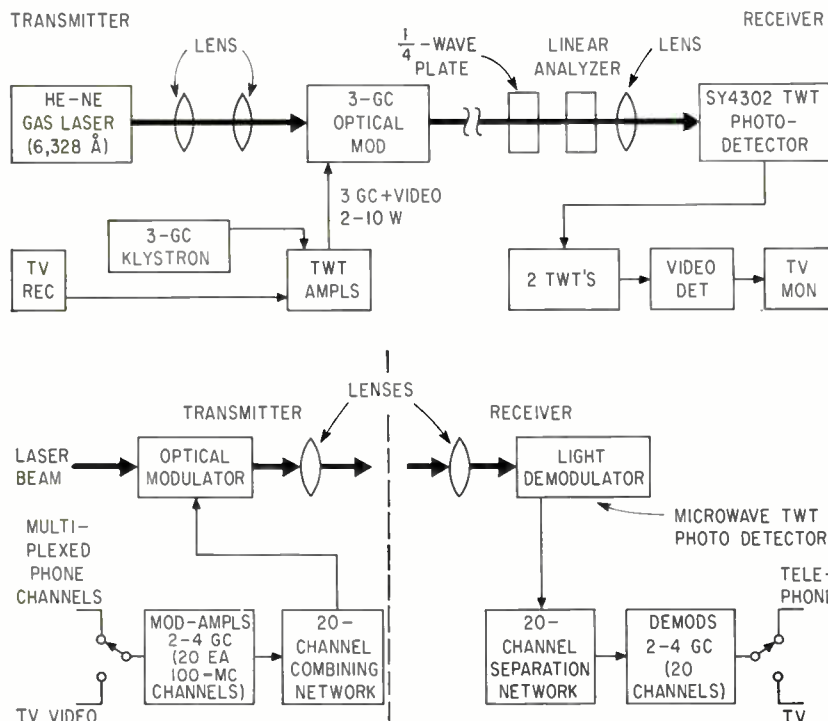 TRANSMITTER
RECEIVER
LENS
1/4-WAVE
PLATE
LINEAR
ANALYZER
LENS
HE-NE
GAS LASER
(6,328 Å)
3-GC
OPTICAL
MOD
SY4302 TWT
PHOTO-
DETECTOR
3 GC+VIDEO
2-10 W
3-GC
KLYSTRON
TV
REC
TWT
AMPLS
2 TWT'S
VIDEO
DET
TV
MON
LENSES
TRANSMITTER
RECEIVER
LASER
BEAM
OPTICAL
MODULATOR
LIGHT
DEMODULATOR
MICROWAVE TWT
PHOTO DETECTOR
MULTI-
PLEXED
PHONE
CHANNELS
MOD-AMPLS
2-4 GC
(20 EA
100-MC
CHANNELS)
20-
CHANNEL
COMBINING
NETWORK
20-
CHANNEL
SEPARATION
NETWORK
DEMODS
2-4 GC
(20
CHANNELS)
TELE-
PHONE
TV VIDEO
TV